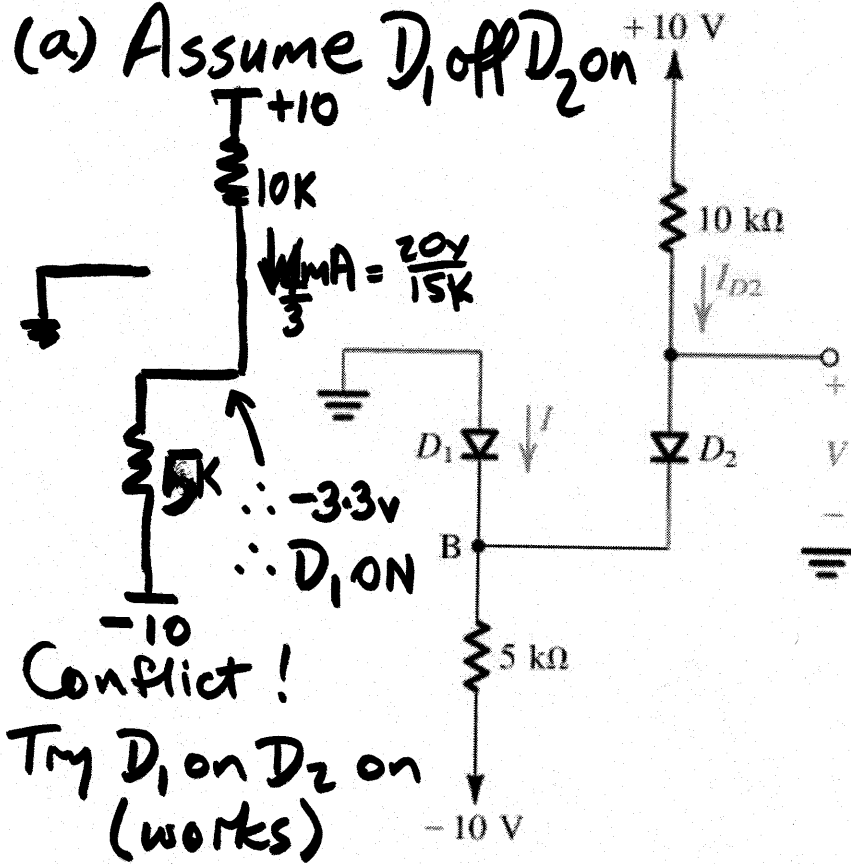 (a) Assume D₁ off D₂ on
+10
10K
mA = 20V
3
15K
5K
∴ -3.3v
∴ D₁ ON
-10
Conflict!
Try D₁ on D₂ on
(works)
+ 10 V
10 kΩ
I_D2
D₁
I
D₂
+
V
−
B
5 kΩ
− 10 V